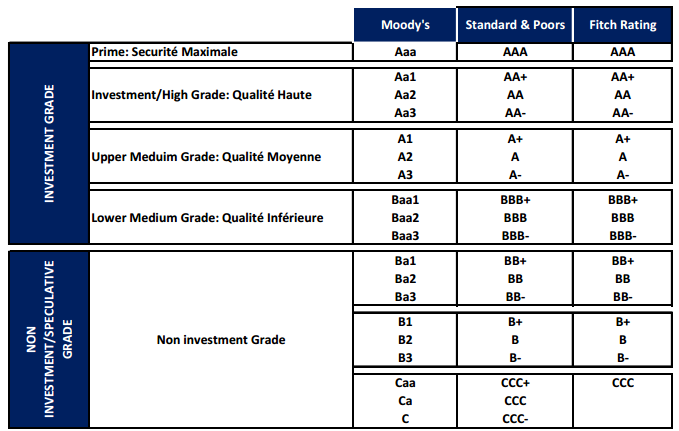 Moody's Standard & Poors Fitch Rating
INVESTMENT GRADE
Prime: Securité Maximale Aaa AAA AAA
Aa1 AA+ AA+
Investment/High Grade: Qualité Haute Aa2 AA AA
Aa3 AA- AA-
A1 A+ A+
Upper Meduim Grade: Qualité Moyenne A2 A A
A3 A- A-
Baa1 BBB+ BBB+
Lower Medium Grade: Qualité Inférieure Baa2 BBB BBB
Baa3 BBB- BBB-
NON
INVESTMENT/SPECULATIVE
GRADE
Ba1 BB+ BB+
Ba2 BB BB
Ba3 BB- BB-
B1 B+ B+
Non investment Grade B2 B B
B3 B- B-
Caa CCC+ CCC
Ca CCC
C CCC-